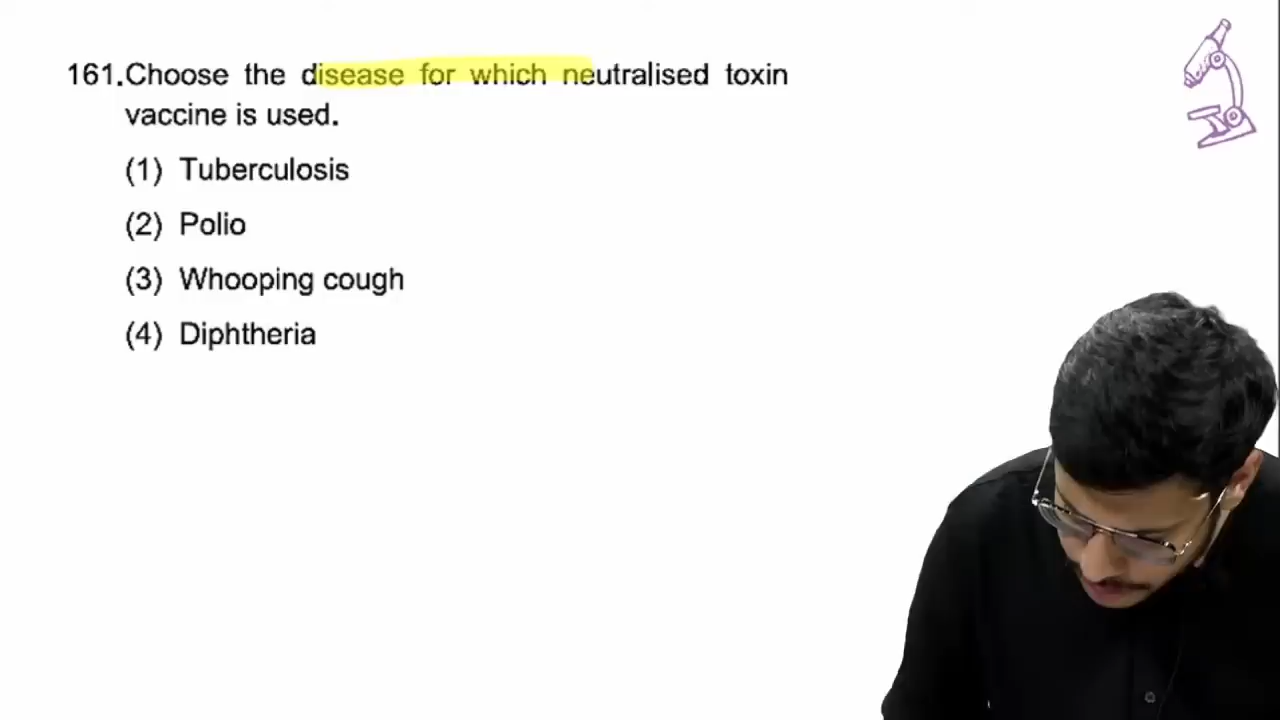 161.Choose the disease for which neutralised toxin
vaccine is used.
(1) Tuberculosis
(2) Polio
(3) Whooping cough
(4) Diphtheria